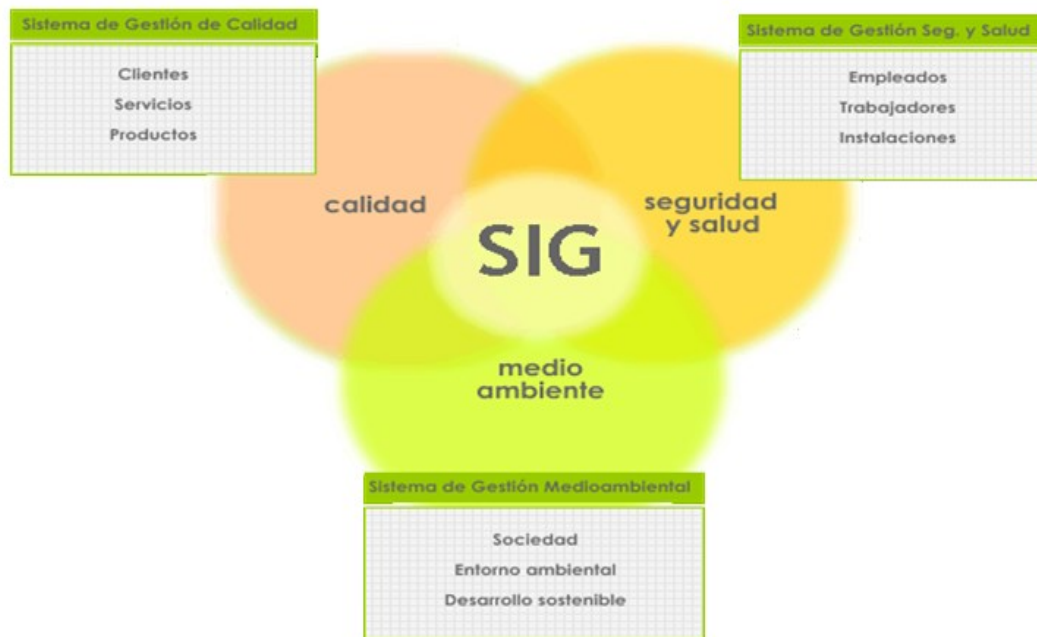 Sistema de Gestión de Calidad
Clientes
Servicios
Productos
Sistema de Gestión Seg. y Salud
Empleados
Trabajadores
Instalaciones
calidad
SIG
seguridad
y salud
medio
ambiente
Sistema de Gestión Medioambiental
Sociedad
Entorno ambiental
Desarrollo sostenible